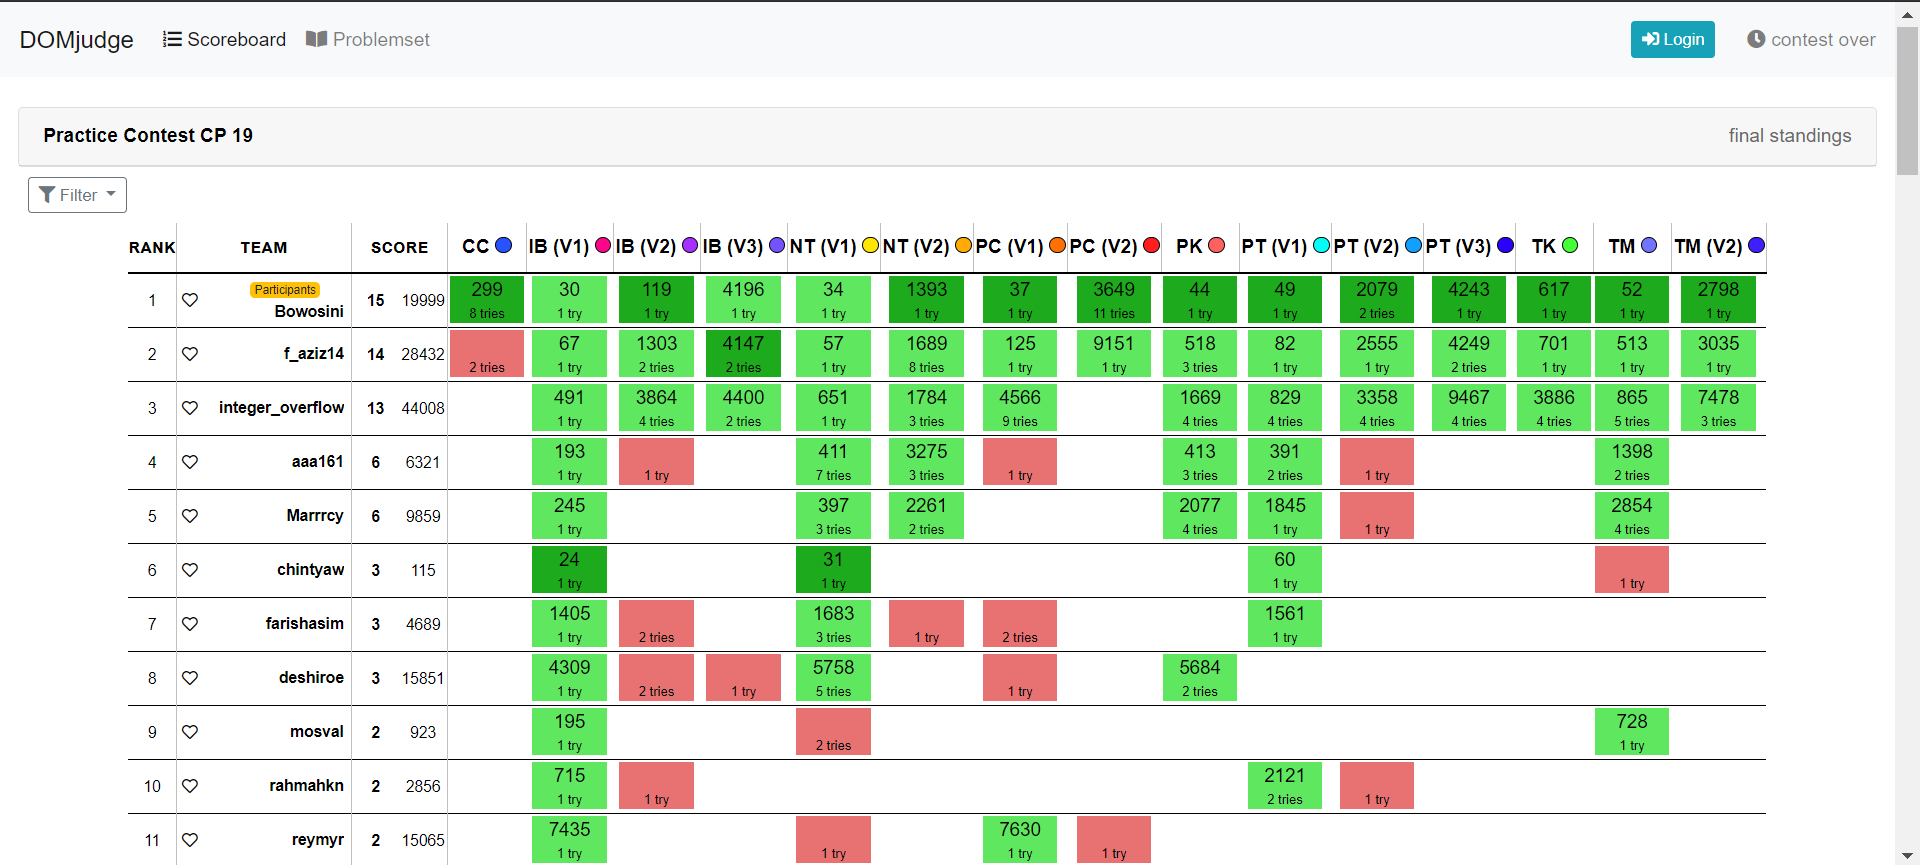 DOMjudge Scoreboard Problemset Login contest over
Practice Contest CP 19 final standings
Filter
RANK TEAM SCORE CC IB (V1) IB (V2) IB (V3) NT (V1) NT (V2) PC (V1) PC (V2) PK PT (V1) PT (V2) PT (V3) TK TM TM (V2)
Participants
1 Bowosini 15 19999 299 30 119 4196 34 1393 37 3649 44 49 2079 4243 617 52 2798
8 tries 1 try 1 try 1 try 1 try 1 try 1 try 11 tries 1 try 1 try 2 tries 1 try 1 try 1 try 1 try
2 f_aziz14 14 28432 67 1303 4147 57 1689 125 9151 518 82 2555 4249 701 513 3035
2 tries 1 try 2 tries 2 tries 1 try 8 tries 1 try 1 try 3 tries 1 try 1 try 2 tries 1 try 1 try 1 try
3 integer_overflow 13 44008 491 3864 4400 651 1784 4566 1669 829 3358 9467 3886 865 7478
1 try 4 tries 2 tries 1 try 3 tries 9 tries 4 tries 4 tries 4 tries 4 tries 4 tries 5 tries 3 tries
4 aaa161 6 6321 193 411 3275 413 391 1398
1 try 1 try 7 tries 3 tries 1 try 3 tries 2 tries 1 try 2 tries
5 Marrrcy 6 9859 245 397 2261 2077 1845 2854
1 try 3 tries 2 tries 4 tries 1 try 1 try 4 tries
6 chintyaw 3 115 24 31 60
1 try 1 try 1 try 1 try
7 farishasim 3 4689 1405 1683 1561
1 try 2 tries 3 tries 1 try 2 tries 1 try
8 deshiroe 3 15851 4309 5758 5684
1 try 2 tries 1 try 5 tries 1 try 2 tries
9 mosval 2 923 195 728
1 try 2 tries 1 try
10 rahmahkn 2 2856 715 2121
1 try 1 try 2 tries 1 try
11 reymyr 2 15065 7435 7630
1 try 1 try 1 try 1 try